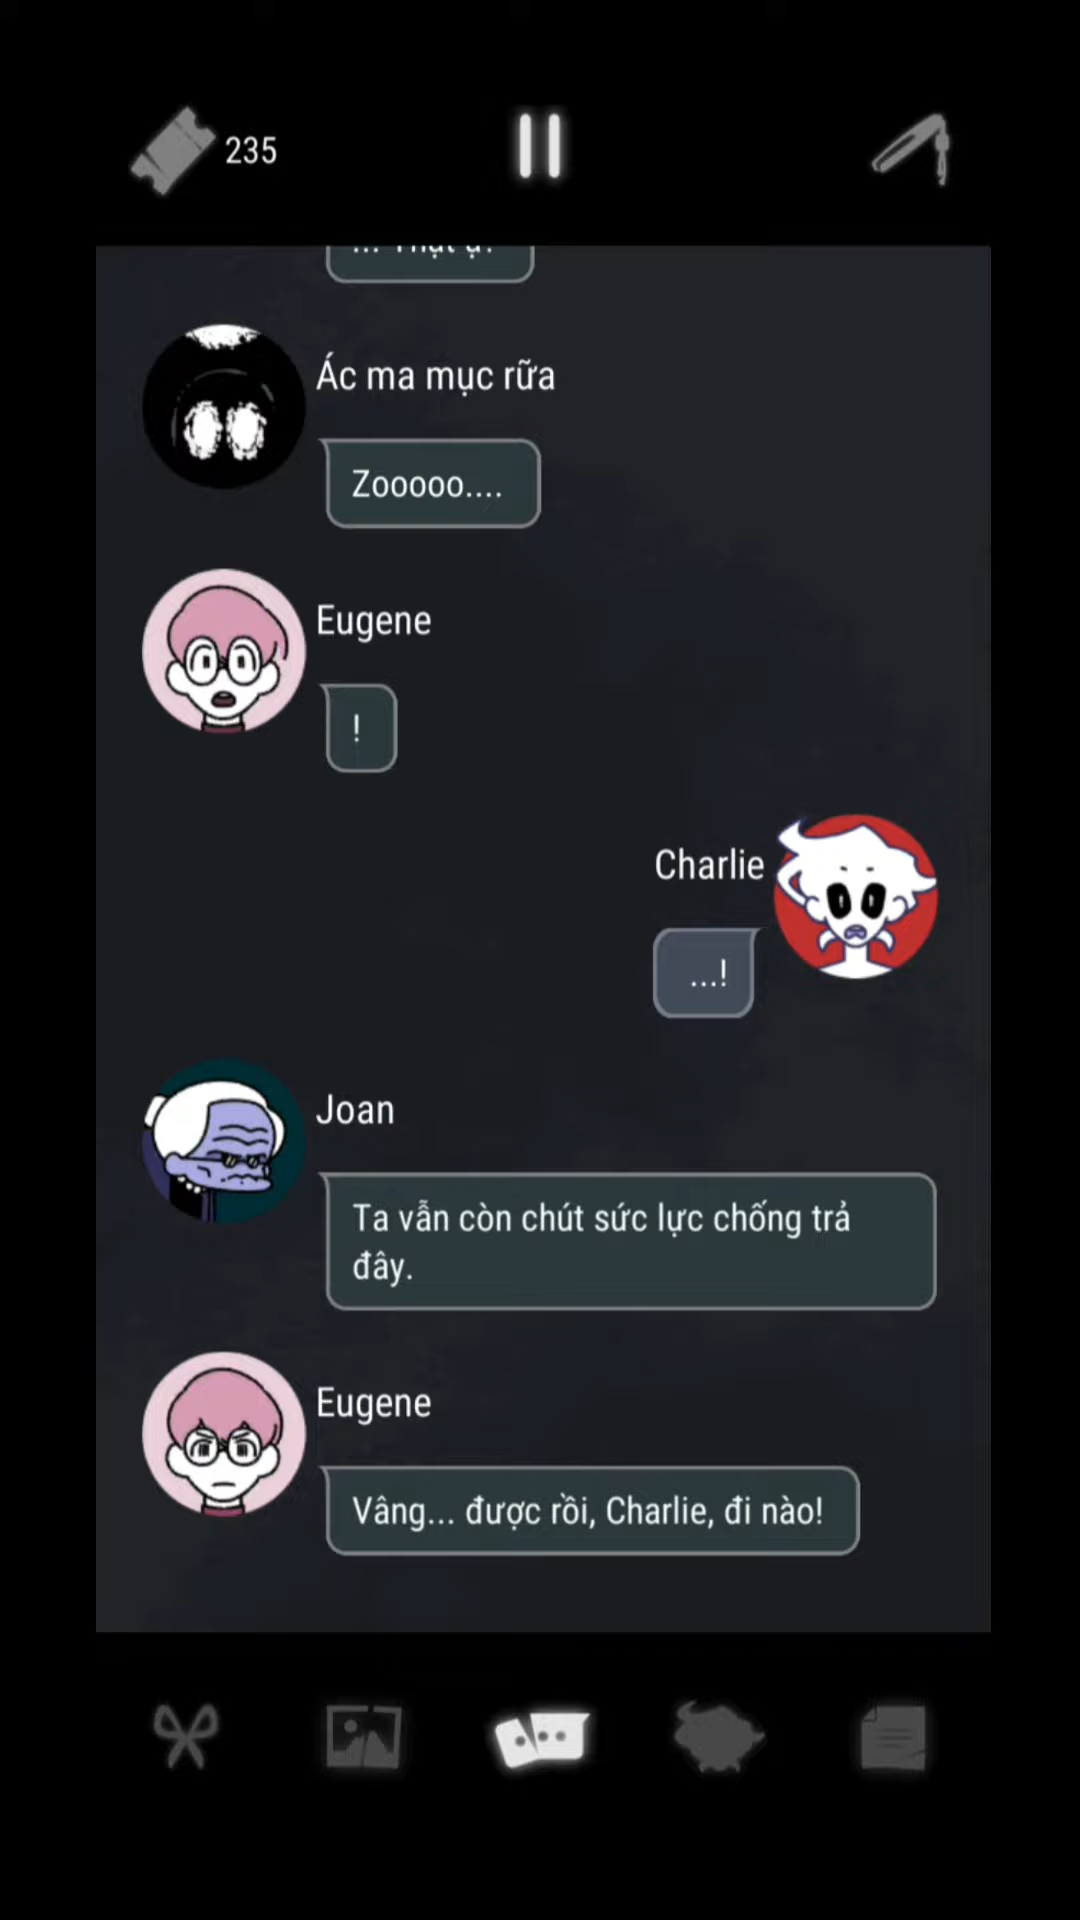 235
... Thật ạ?
Ác ma mục rữa
Zooooo....
Eugene
!
Charlie
...!
Joan
Ta vẫn còn chút sức lực chống trả
đây.
Eugene
Vâng... được rồi, Charlie, đi nào!